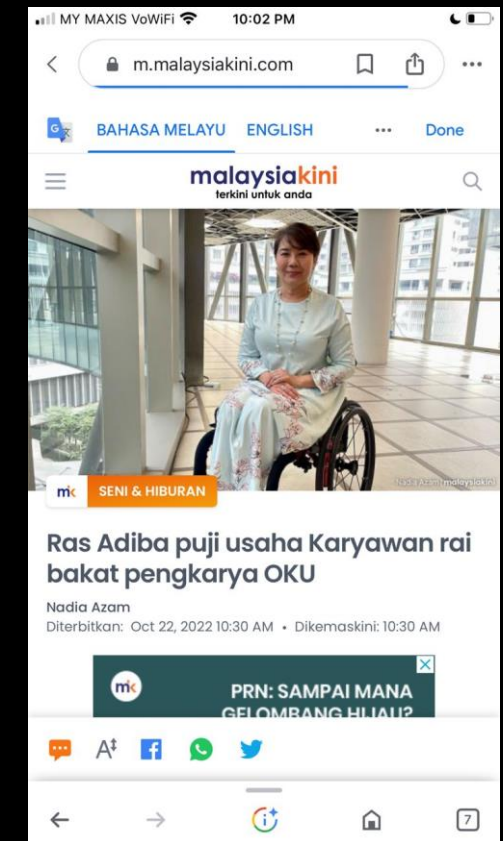 MY MAXIS VoWiFi 10:02 PM
m.malaysiakini.com
BAHASA MELAYU ENGLISH Done
malaysiakini
terkini untuk anda
Nadia Azam/malaysiakini
mk SENI & HIBURAN
Ras Adiba puji usaha Karyawan rai
bakat pengkarya OKU
Nadia Azam
Diterbitkan: Oct 22, 2022 10:30 AM • Dikemaskini: 10:30 AM
mk PRN: SAMPAI MANA
GELOMBANG HIJAU?
A
7